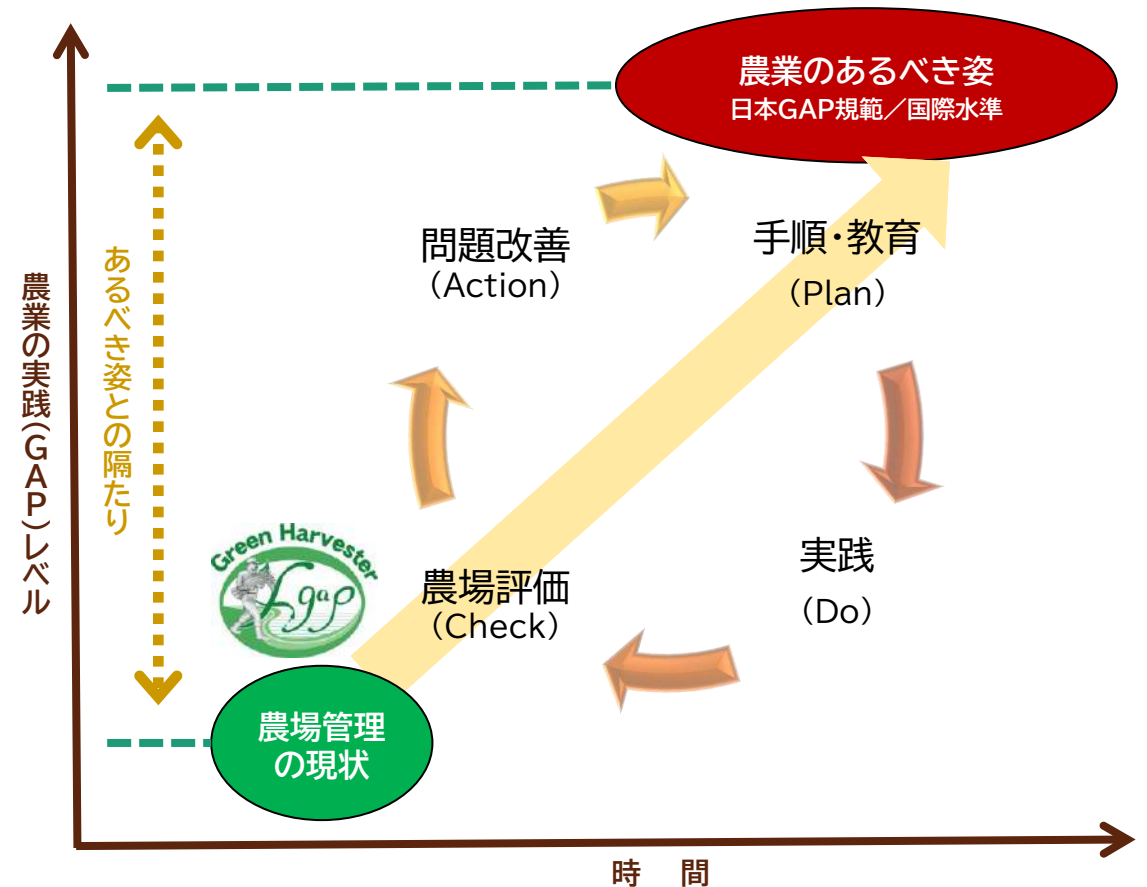 農業のあるべき姿
日本GAP規範／国際水準
問題改善
（Action）
手順・教育
（Plan）
あるべき姿との隔たり
農業の実践（GAP）レベル
Green Harvester
fgap
農場評価
（Check）
実践
（Do）
農場管理
の現状
時　間